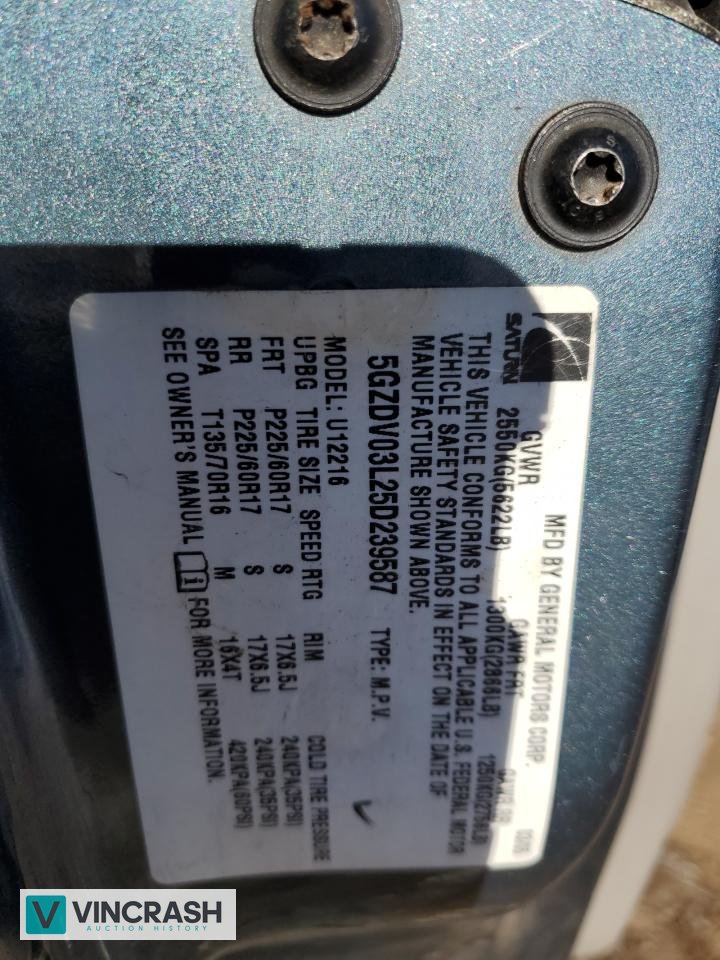 SATURN
MFD BY GENERAL MOTORS CORP.
GVWR GAWR FRT GAWR RR
2550KG(5622LB) 1300KG(2866LB) 1250KG(2756LB)
THIS VEHICLE CONFORMS TO ALL APPLICABLE U.S. FEDERAL MOTOR
VEHICLE SAFETY STANDARDS IN EFFECT ON THE DATE OF
MANUFACTURE SHOWN ABOVE.
5GZDV03L25D239587 TYPE: M.P.V.
MODEL: U12216
UPBG TIRE SIZE SPEED RTG RIM COLD TIRE PRESSURE
FRT P225/60R17 S 17X6.5J 240KPA(35PSI)
RR P225/60R17 S 17X6.5J 240KPA(35PSI)
SPA T135/70R16 M 16X4T 420KPA(60PSI)
SEE OWNER'S MANUAL FOR MORE INFORMATION.
V VINCRASH
AUCTION HISTORY